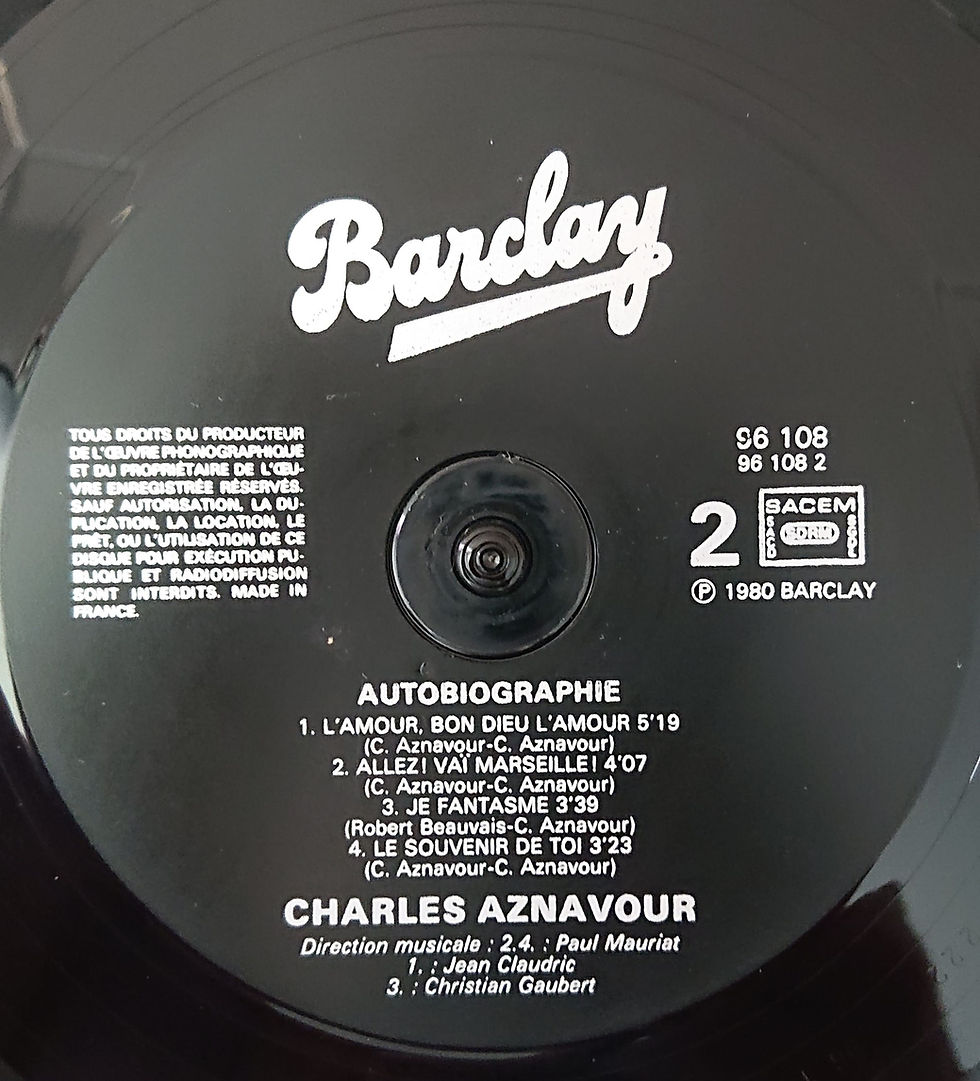 Barclay
TOUS DROITS DU PRODUCTEUR
DE L'ŒUVRE PHONOGRAPHIQUE
ET DU PROPRIÉTAIRE DE L'ŒU-
VRE ENREGISTRÉE RÉSERVÉS.
SAUF AUTORISATION, LA DU-
PLICATION, LA LOCATION, LE
PRÊT, OU L'UTILISATION DE CE
DISQUE POUR EXÉCUTION PU-
BLIQUE ET RADIODIFFUSION
SONT INTERDITS. MADE IN
FRANCE.
96 108
96 108 2
2
SACEM
SACD
SDRM
SGDL
℗ 1980 BARCLAY
AUTOBIOGRAPHIE
1. L'AMOUR, BON DIEU L'AMOUR 5'19
(C. Aznavour-C. Aznavour)
2. ALLEZ! VAÏ MARSEILLE! 4'07
(C. Aznavour-C. Aznavour)
3. JE FANTASME 3'39
(Robert Beauvais-C. Aznavour)
4. LE SOUVENIR DE TOI 3'23
(C. Aznavour-C. Aznavour)
CHARLES AZNAVOUR
Direction musicale : 2.4. : Paul Mauriat
1. : Jean Claudric
3. : Christian Gaubert